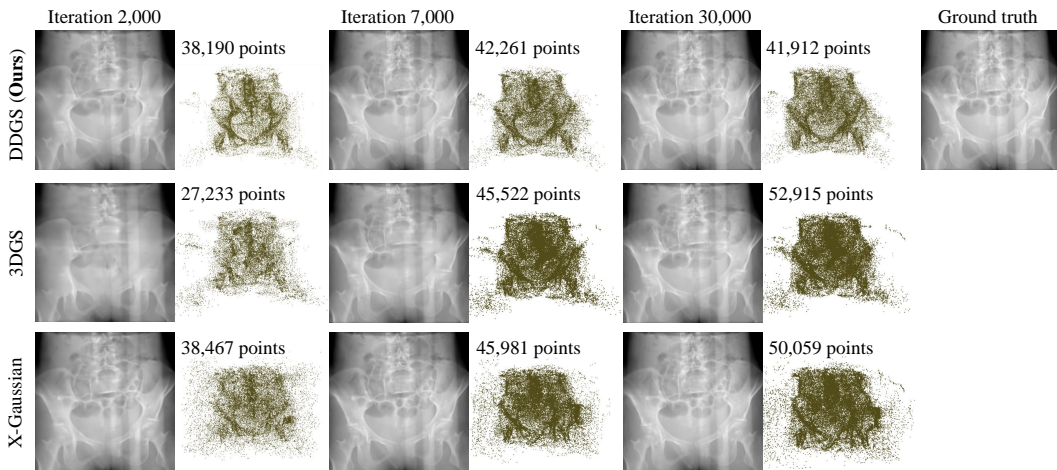 Iteration 2,000
Iteration 7,000
Iteration 30,000
Ground truth
DDGS (Ours)
38,190 points
42,261 points
41,912 points
3DGS
27,233 points
45,522 points
52,915 points
X-Gaussian
38,467 points
45,981 points
50,059 points